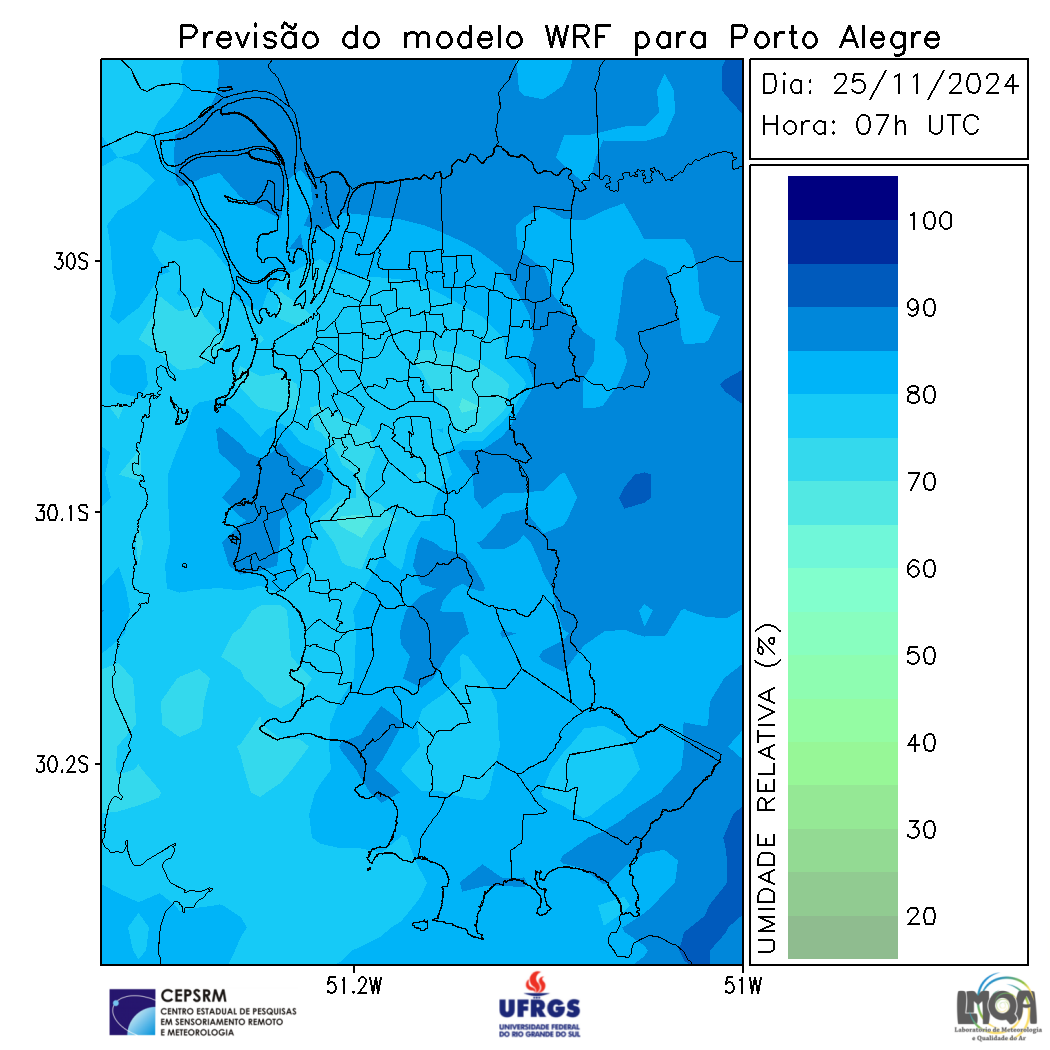 Previsão do modelo WRF para Porto Alegre
Dia: 25/11/2024
Hora: 07h UTC
30S
30.1S
30.2S
51.2W
51W
100
90
80
70
60
50
40
30
20
UMIDADE RELATIVA (%)
CEPSRM
CENTRO ESTADUAL DE PESQUISAS
EM SENSORIAMENTO REMOTO
E METEOROLOGIA
UFRGS
UNIVERSIDADE FEDERAL
DO RIO GRANDE DO SUL
LMQA
Laboratório de Meteorologia
e Qualidade do Ar